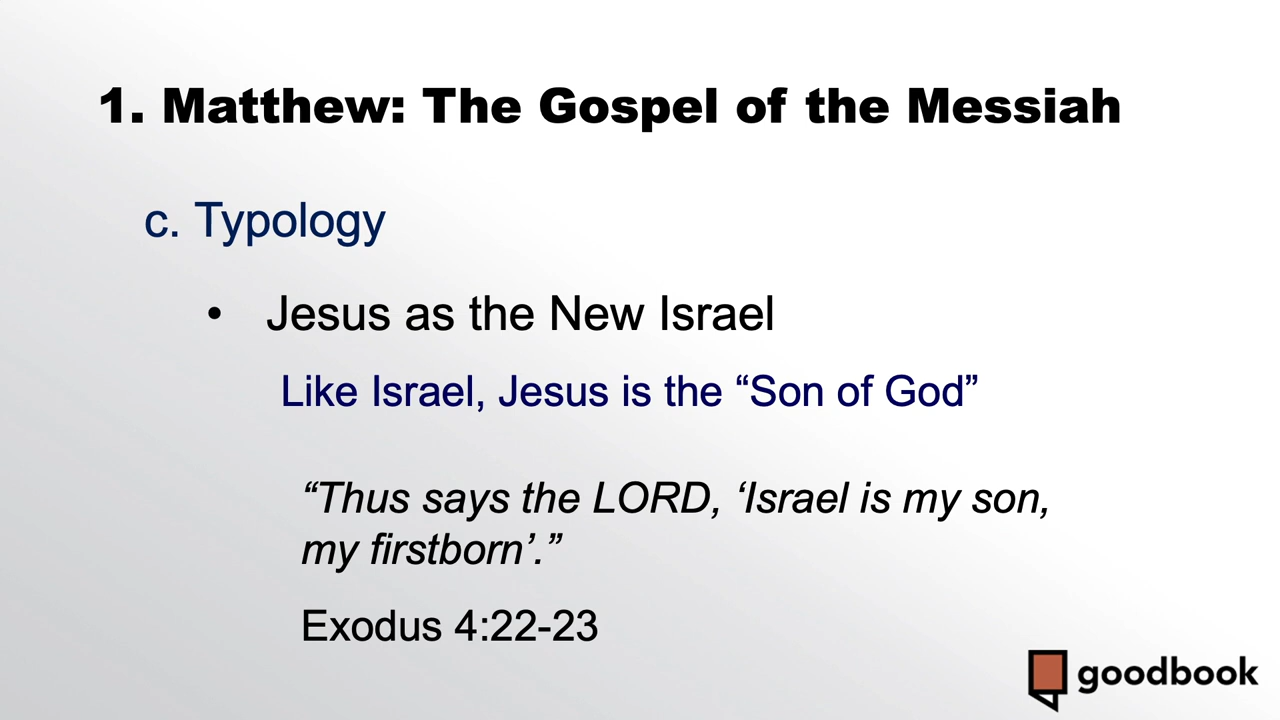 1. Matthew: The Gospel of the Messiah
c. Typology
• Jesus as the New Israel
Like Israel, Jesus is the “Son of God”
“Thus says the LORD, ‘Israel is my son,
my firstborn’.”
Exodus 4:22-23
goodbook